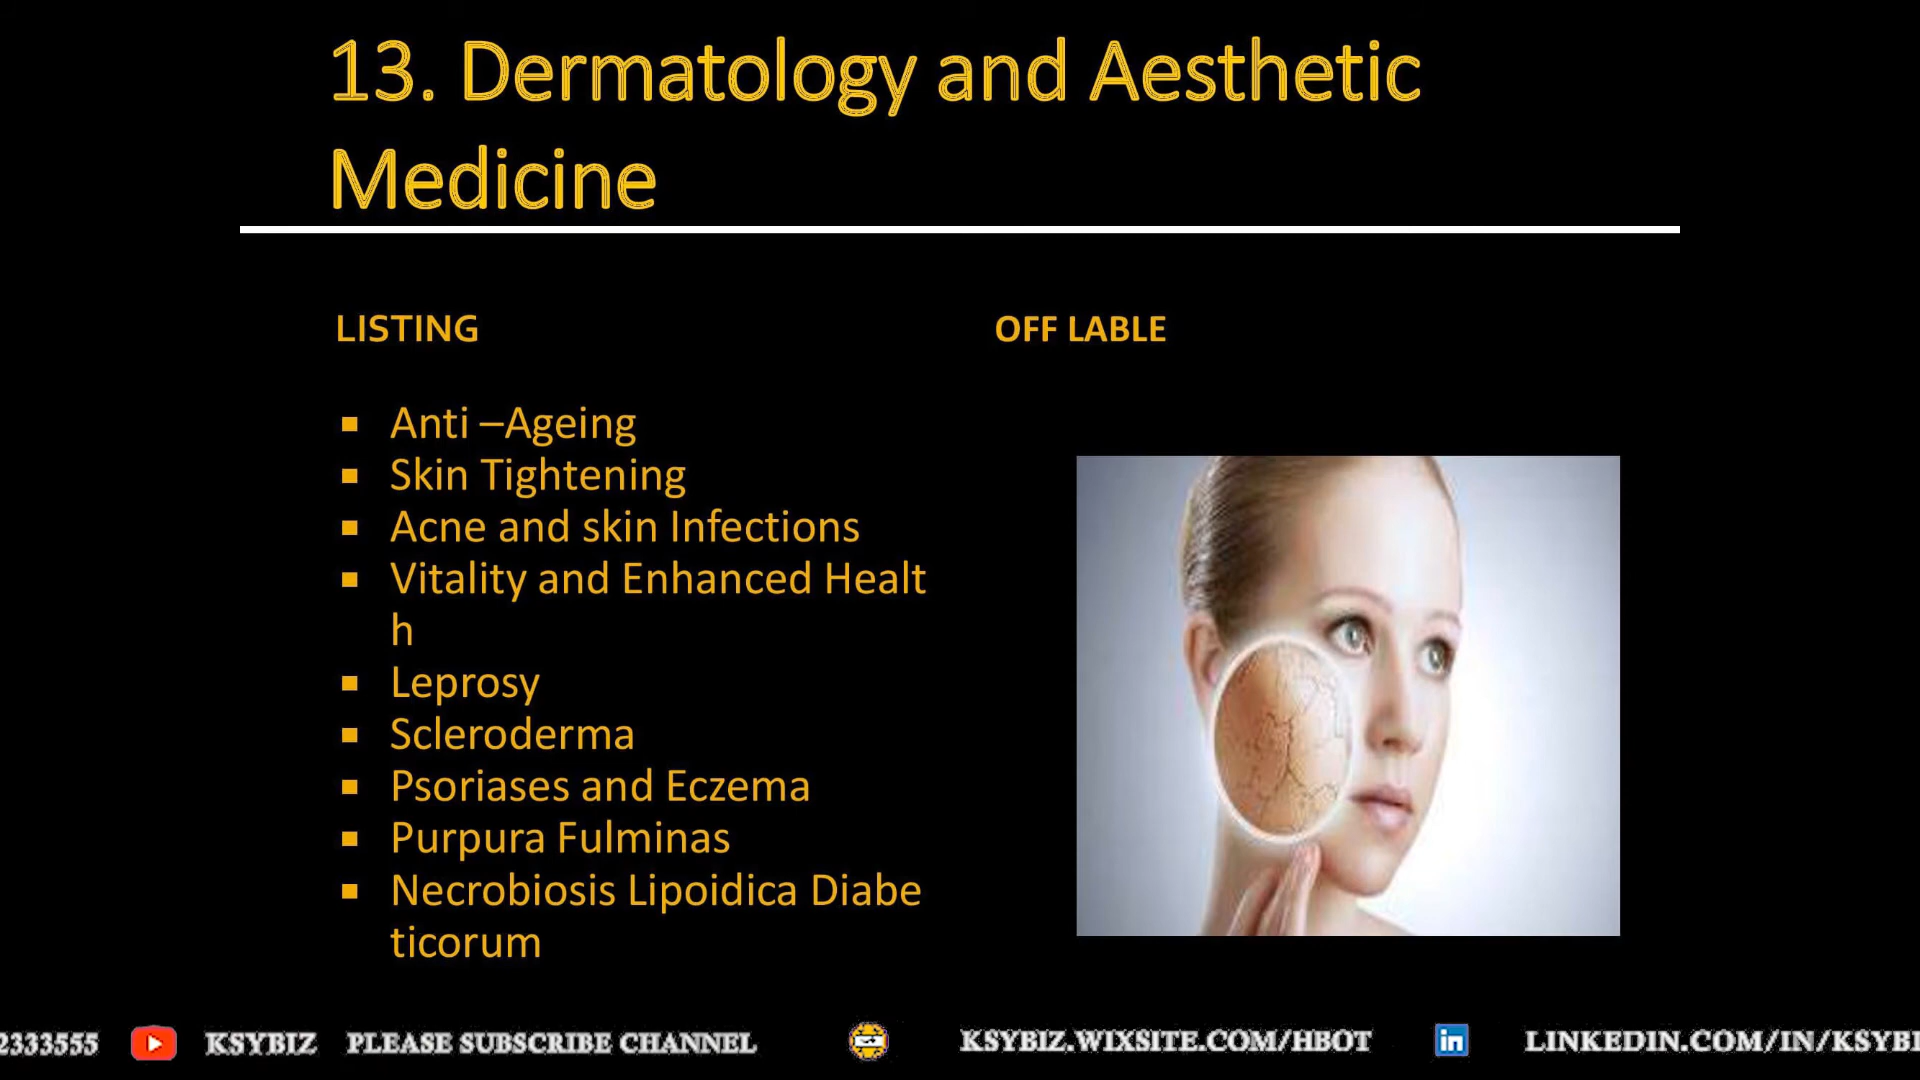 13. Dermatology and Aesthetic
Medicine
LISTING
OFF LABLE
▪ Anti –Ageing
▪ Skin Tightening
▪ Acne and skin Infections
▪ Vitality and Enhanced Healt
h
▪ Leprosy
▪ Scleroderma
▪ Psoriases and Eczema
▪ Purpura Fulminas
▪ Necrobiosis Lipoidica Diabe
ticorum
2333555 KSYBIZ PLEASE SUBSCRIBE CHANNEL KSYBIZ.WIXSITE.COM/HBOT in LINKEDIN.COM/IN/KSYBI